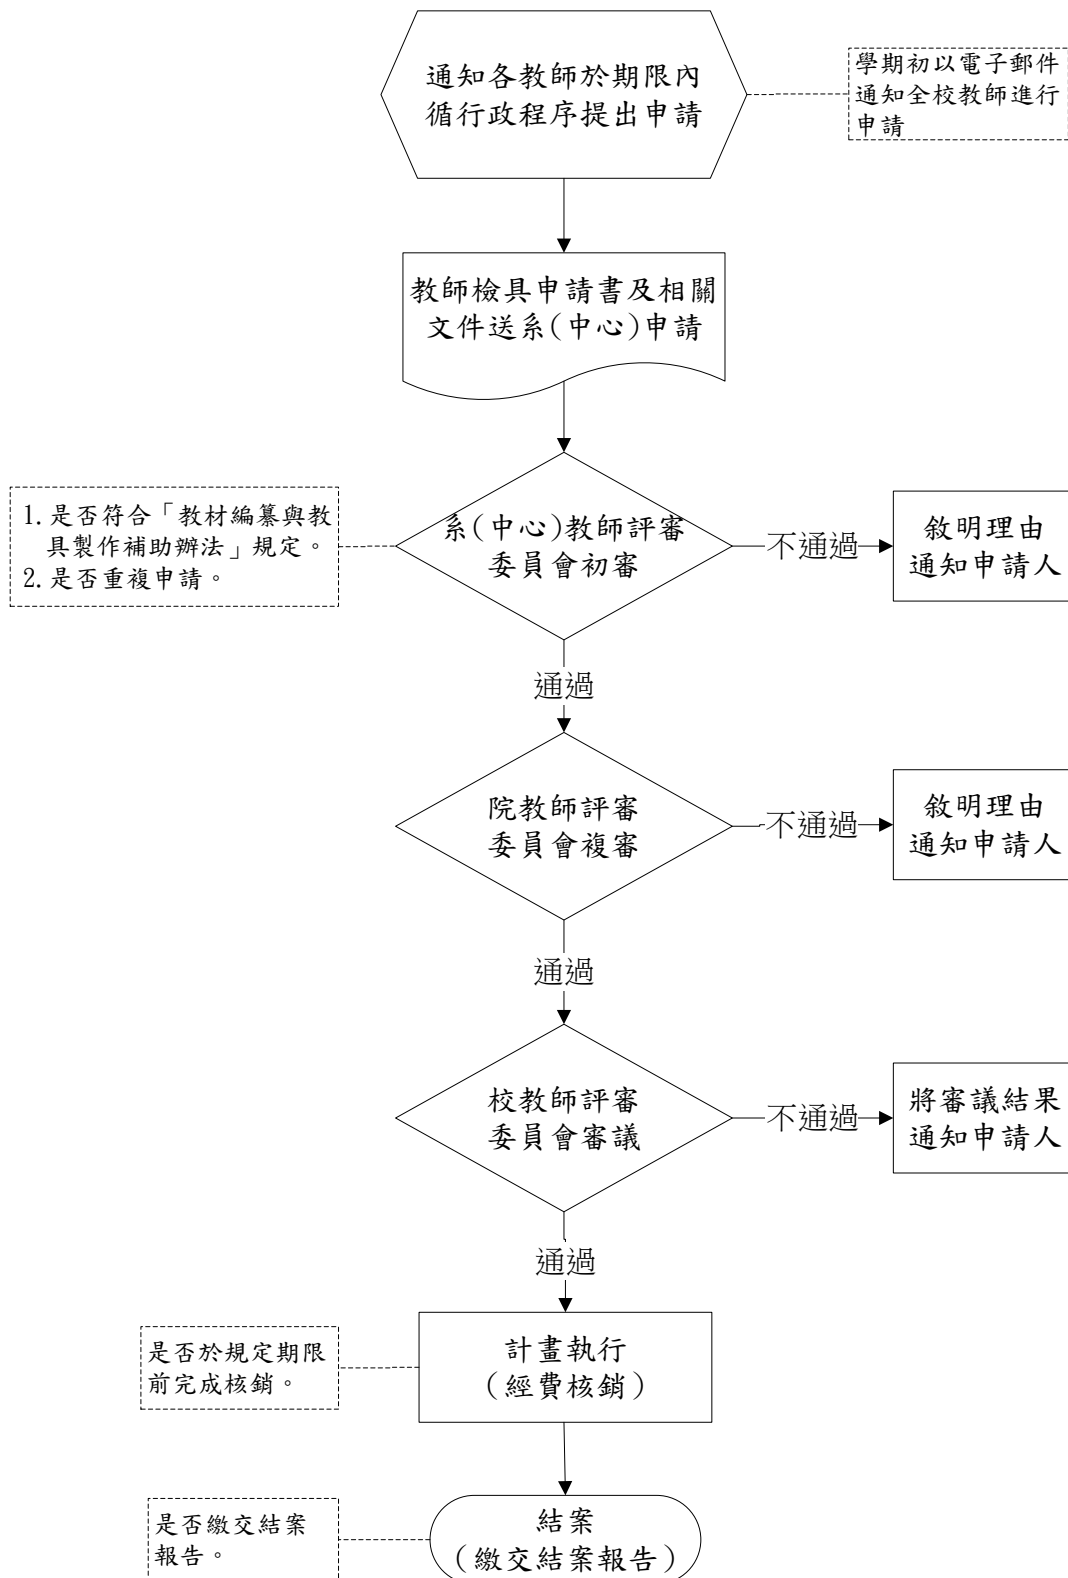 通知各教師於期限內
循行政程序提出申請
學期初以電子郵件
通知全校教師進行
申請
教師檢具申請書及相關
文件送系(中心)申請
1.是否符合「教材編纂與教
具製作補助辦法」規定。
2.是否重複申請。
系(中心)教師評審
委員會初審
不通過
敘明理由
通知申請人
通過
院教師評審
委員會複審
不通過
敘明理由
通知申請人
通過
校教師評審
委員會審議
不通過
將審議結果
通知申請人
通過
是否於規定期限
前完成核銷。
計畫執行
(經費核銷)
是否繳交結案
報告。
結案
(繳交結案報告)